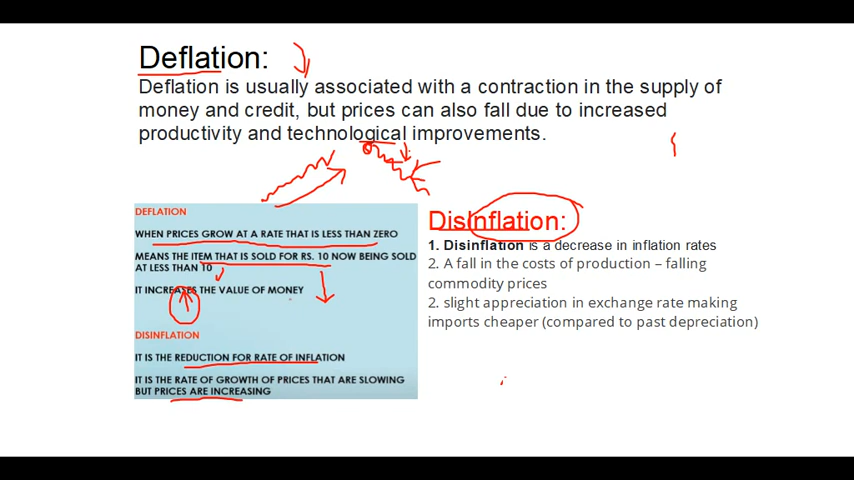 Deflation:
Deflation is usually associated with a contraction in the supply of
money and credit, but prices can also fall due to increased
productivity and technological improvements.
DEFLATION
WHEN PRICES GROW AT A RATE THAT IS LESS THAN ZERO
MEANS THE ITEM THAT IS SOLD FOR RS. 10 NOW BEING SOLD
AT LESS THAN 10
IT INCREASES THE VALUE OF MONEY
DISINFLATION
IT IS THE REDUCTION FOR RATE OF INFLATION
IT IS THE RATE OF GROWTH OF PRICES THAT ARE SLOWING
BUT PRICES ARE INCREASING
Disinflation:
1. Disinflation is a decrease in inflation rates
2. A fall in the costs of production – falling
commodity prices
2. slight appreciation in exchange rate making
imports cheaper (compared to past depreciation)